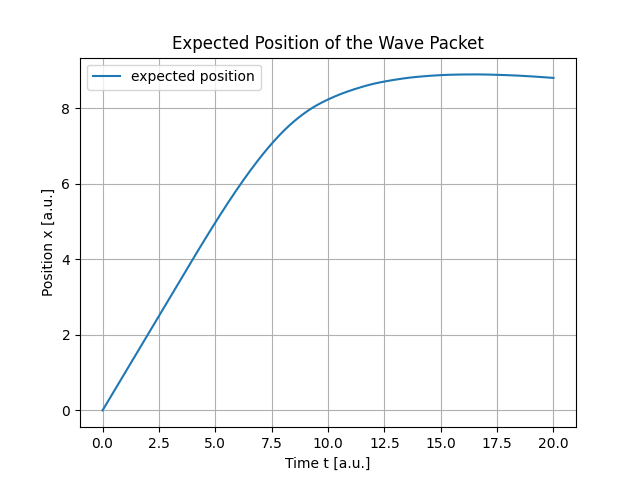 Expected Position of the Wave Packet
expected position
Position x [a.u.]
8
6
4
2
0
0.0 2.5 5.0 7.5 10.0 12.5 15.0 17.5 20.0
Time t [a.u.]